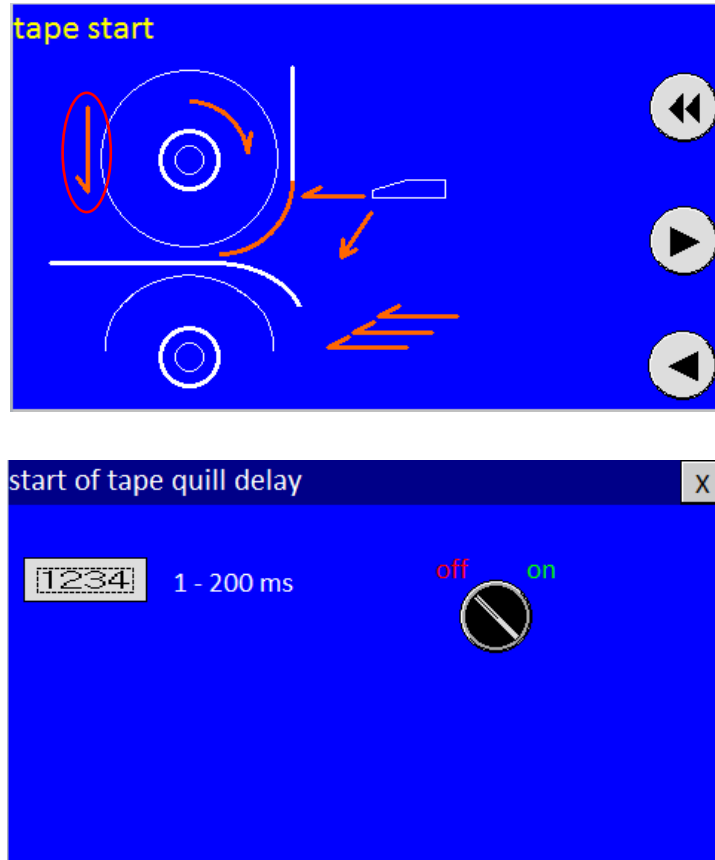 tape start
start of tape quill delay
X
1234
1 - 200 ms
off
on